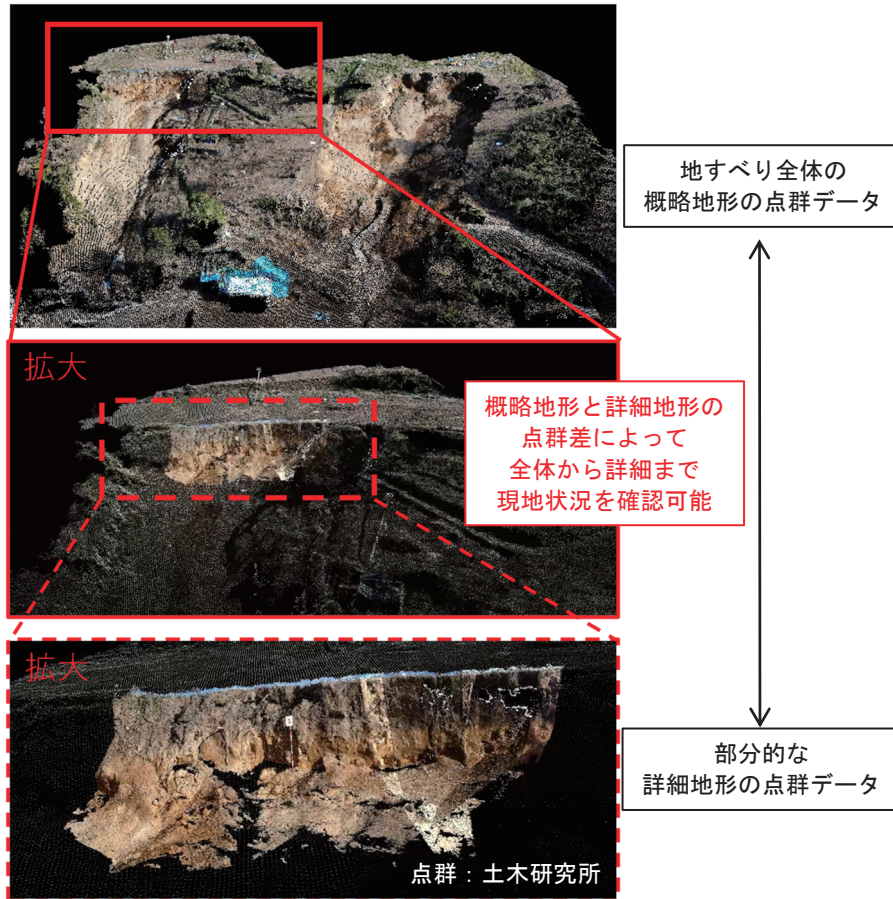 地すべり全体の
概略地形の点群データ
拡大
概略地形と詳細地形の
点群差によって
全体から詳細まで
現地状況を確認可能
拡大
部分的な
詳細地形の点群データ
点群：土木研究所